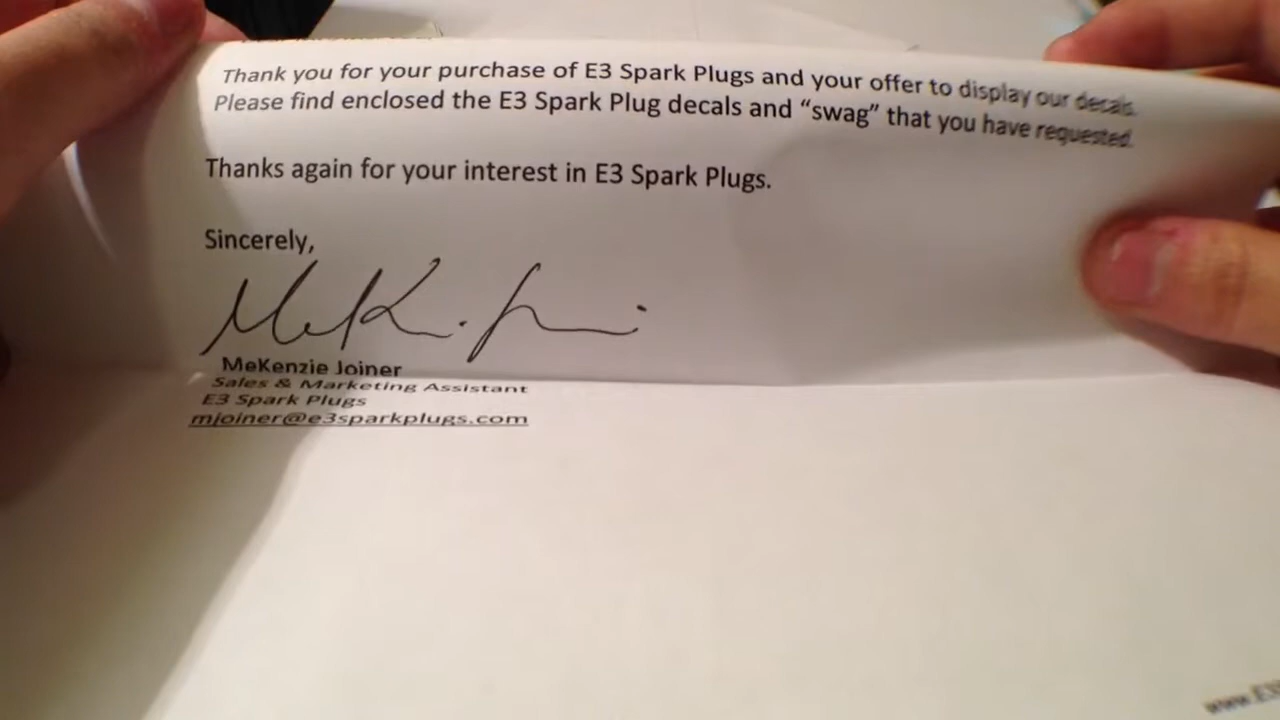 Thank you for your purchase of E3 Spark Plugs and your offer to display our decals.
Please find enclosed the E3 Spark Plug decals and “swag” that you have requested.
Thanks again for your interest in E3 Spark Plugs.
Sincerely,
MeKenzie Joiner
Sales & Marketing Assistant
E3 Spark Plugs
mjoiner@e3sparkplugs.com